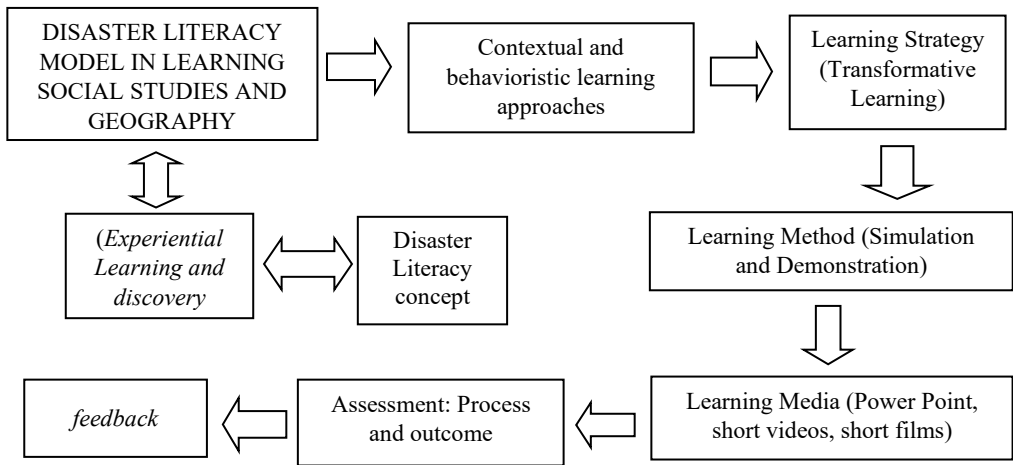 DISASTER LITERACY
MODEL IN LEARNING
SOCIAL STUDIES AND
GEOGRAPHY
Contextual and
behavioristic learning
approaches
Learning Strategy
(Transformative
Learning)
(Experiential
Learning and
discovery
Disaster
Literacy
concept
Learning Method (Simulation
and Demonstration)
feedback
Assessment: Process
and outcome
Learning Media (Power Point,
short videos, short films)